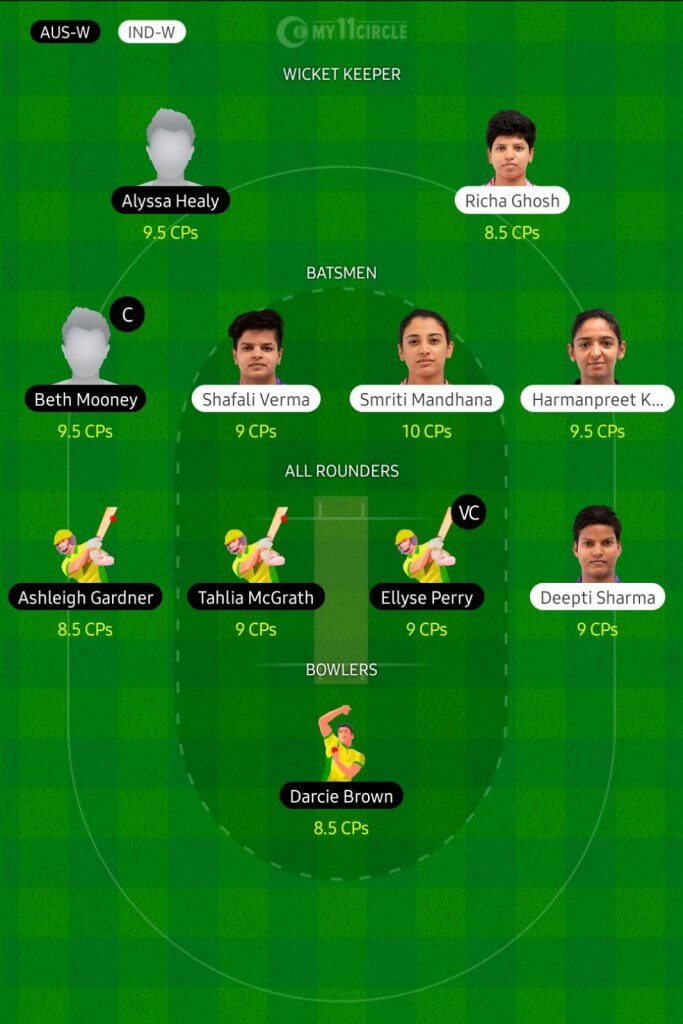 AUS-W IND-W
MY11CIRCLE
WICKET KEEPER
Alyssa Healy Richa Ghosh
9.5 CPs 8.5 CPs
BATSMEN
C
Beth Mooney Shafali Verma Smriti Mandhana Harmanpreet K...
9.5 CPs 9 CPs 10 CPs 9.5 CPs
ALL ROUNDERS
VC
Ashleigh Gardner Tahlia McGrath Ellyse Perry Deepti Sharma
8.5 CPs 9 CPs 9 CPs 9 CPs
BOWLERS
Darcie Brown
8.5 CPs